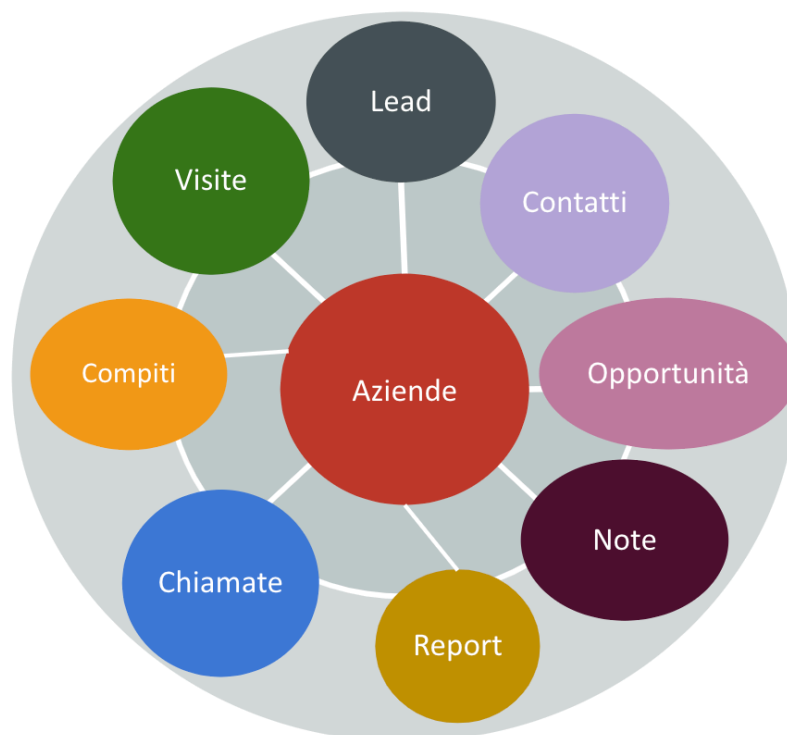 Lead
Visite
Contatti
Compiti
Aziende
Opportunità
Note
Chiamate
Report